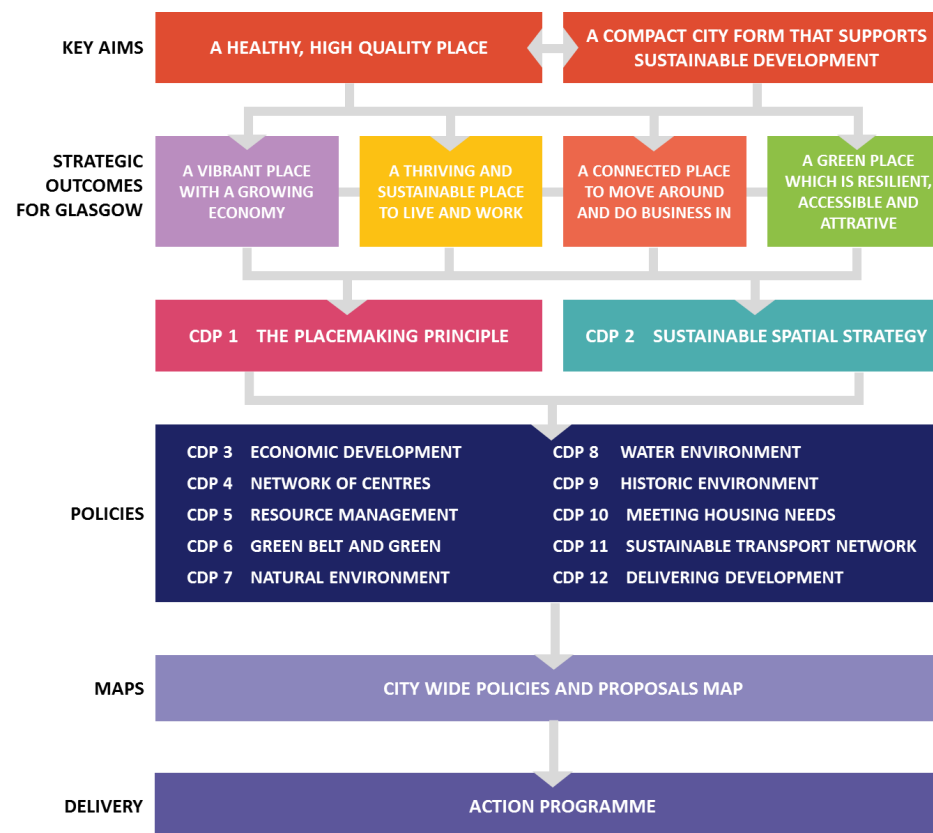 KEY AIMS
A HEALTHY, HIGH QUALITY PLACE
A COMPACT CITY FORM THAT SUPPORTS
SUSTAINABLE DEVELOPMENT
STRATEGIC
OUTCOMES
FOR GLASGOW
A VIBRANT PLACE
WITH A GROWING
ECONOMY
A THRIVING AND
SUSTAINABLE PLACE
TO LIVE AND WORK
A CONNECTED PLACE
TO MOVE AROUND
AND DO BUSINESS IN
A GREEN PLACE
WHICH IS RESILIENT,
ACCESSIBLE AND
ATTRATIVE
CDP 1 THE PLACEMAKING PRINCIPLE
CDP 2 SUSTAINABLE SPATIAL STRATEGY
POLICIES
CDP 3 ECONOMIC DEVELOPMENT
CDP 4 NETWORK OF CENTRES
CDP 5 RESOURCE MANAGEMENT
CDP 6 GREEN BELT AND GREEN
CDP 7 NATURAL ENVIRONMENT
CDP 8 WATER ENVIRONMENT
CDP 9 HISTORIC ENVIRONMENT
CDP 10 MEETING HOUSING NEEDS
CDP 11 SUSTAINABLE TRANSPORT NETWORK
CDP 12 DELIVERING DEVELOPMENT
MAPS
CITY WIDE POLICIES AND PROPOSALS MAP
DELIVERY
ACTION PROGRAMME